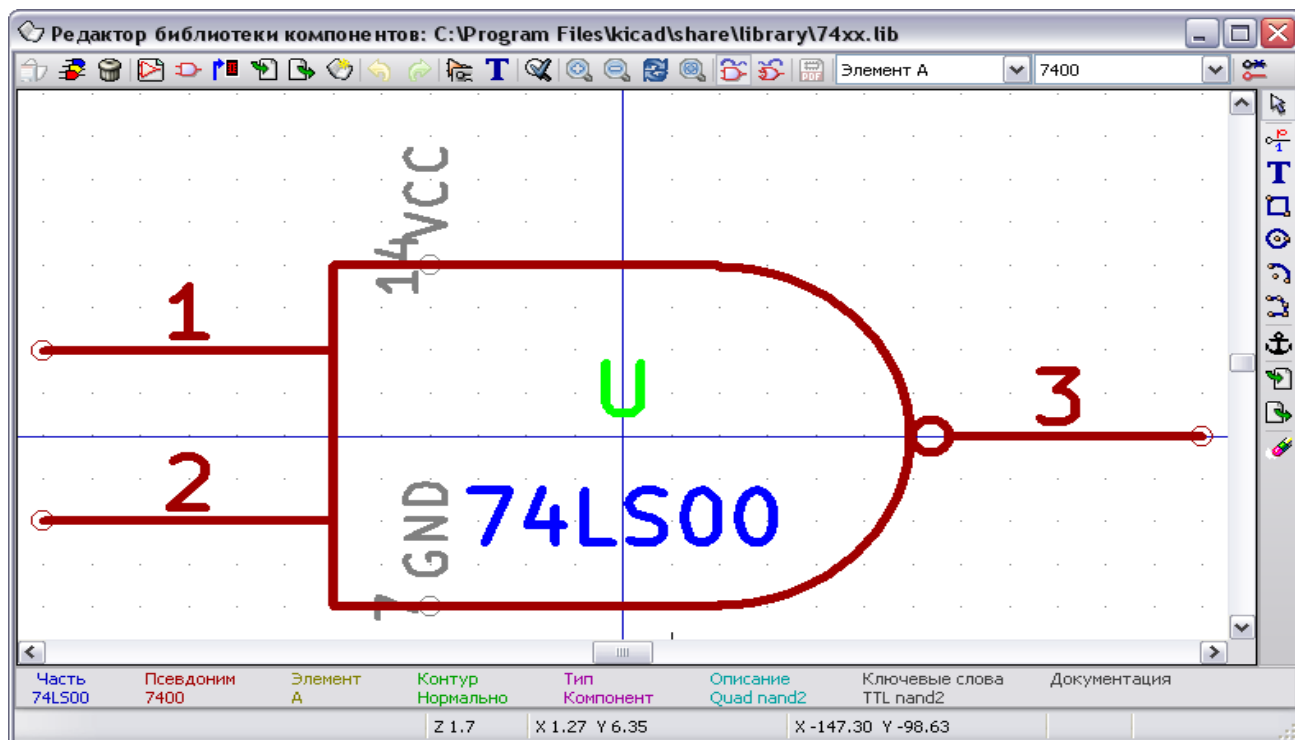 Редактор библиотеки компонентов: C:\Program Files\kicad\share\library\74xx.lib
Элемент A 7400
VCC
14
1
U
3
2
GND
74LS00
7
Часть Псевдоним Элемент Контур Тип Описание Ключевые слова Документация
74LS00 7400 A Нормально Компонент Quad nand2 TTL nand2
Z 1.7 X 1.27 Y 6.35 X -147.30 Y -98.63